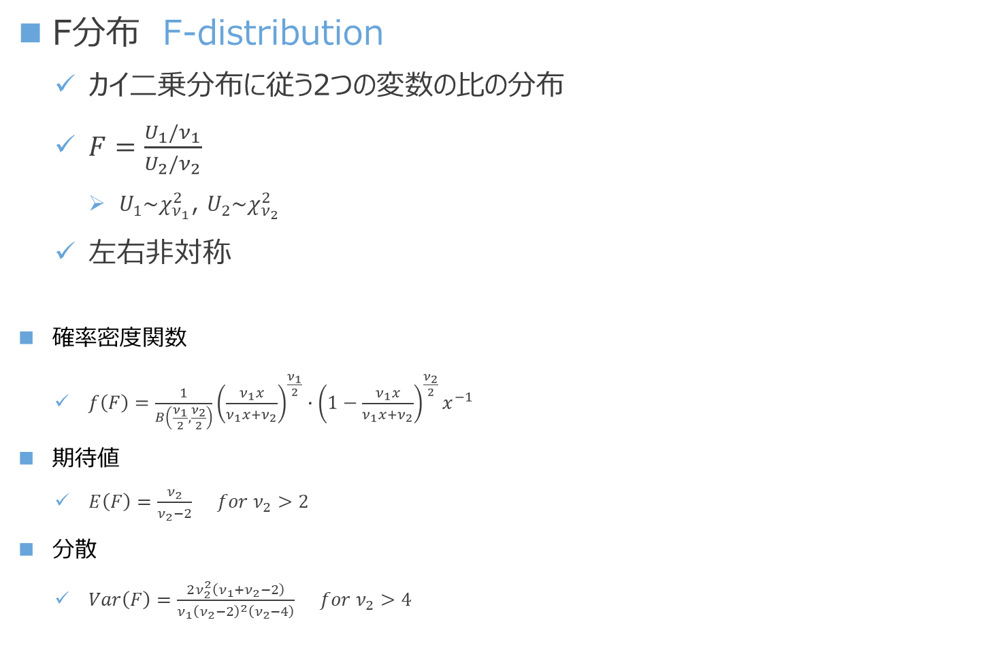 ■ F分布 F-distribution
✓ カイ二乗分布に従う2つの変数の比の分布
✓ $F = \frac{U_1/\nu_1}{U_2/\nu_2}$
➢ $U_1 \sim \chi^2_{\nu_1},\ U_2 \sim \chi^2_{\nu_2}$
✓ 左右非対称
■ 確率密度関数
✓ $f(F) = \frac{1}{B\left(\frac{\nu_1}{2},\frac{\nu_2}{2}\right)} \left(\frac{\nu_1 x}{\nu_1 x+\nu_2}\right)^{\frac{\nu_1}{2}} \cdot \left(1 - \frac{\nu_1 x}{\nu_1 x+\nu_2}\right)^{\frac{\nu_2}{2}} x^{-1}$
■ 期待値
✓ $E(F) = \frac{\nu_2}{\nu_2-2} \quad for\ \nu_2 > 2$
■ 分散
✓ $Var(F) = \frac{2\nu_2^2(\nu_1+\nu_2-2)}{\nu_1(\nu_2-2)^2(\nu_2-4)} \quad for\ \nu_2 > 4$